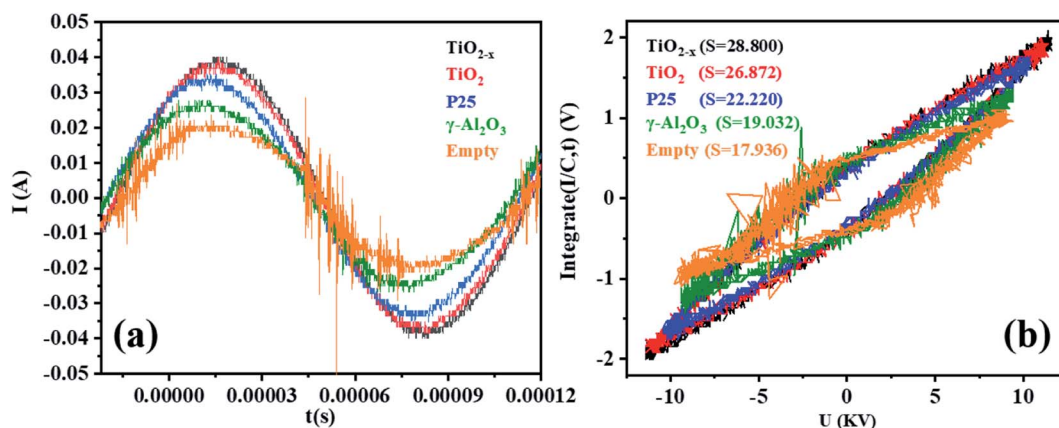 0.05
0.04
0.03
0.02
0.01
0.00
-0.01
-0.02
-0.03
-0.04
-0.05
I (A)
TiO2-x
TiO2
P25
γ-Al2O3
Empty
(a)
0.00000
0.00003
0.00006
0.00009
0.00012
t(s)
2
1
0
-1
-2
Integrate(I/C,t) (V)
TiO2-x (S=28.800)
TiO2 (S=26.872)
P25 (S=22.220)
γ-Al2O3 (S=19.032)
Empty (S=17.936)
(b)
-10
-5
0
5
10
U (KV)